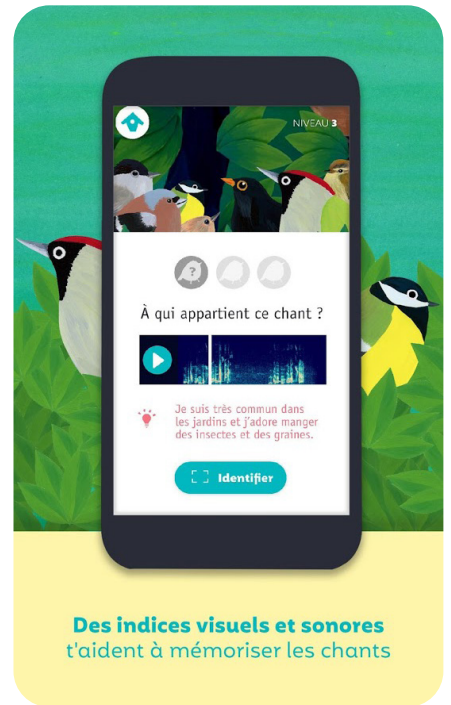 NIVEAU 3
?
À qui appartient ce chant ?
Je suis très commun dans
les jardins et j'adore manger
des insectes et des graines.
Identifier
Des indices visuels et sonores
t'aident à mémoriser les chants